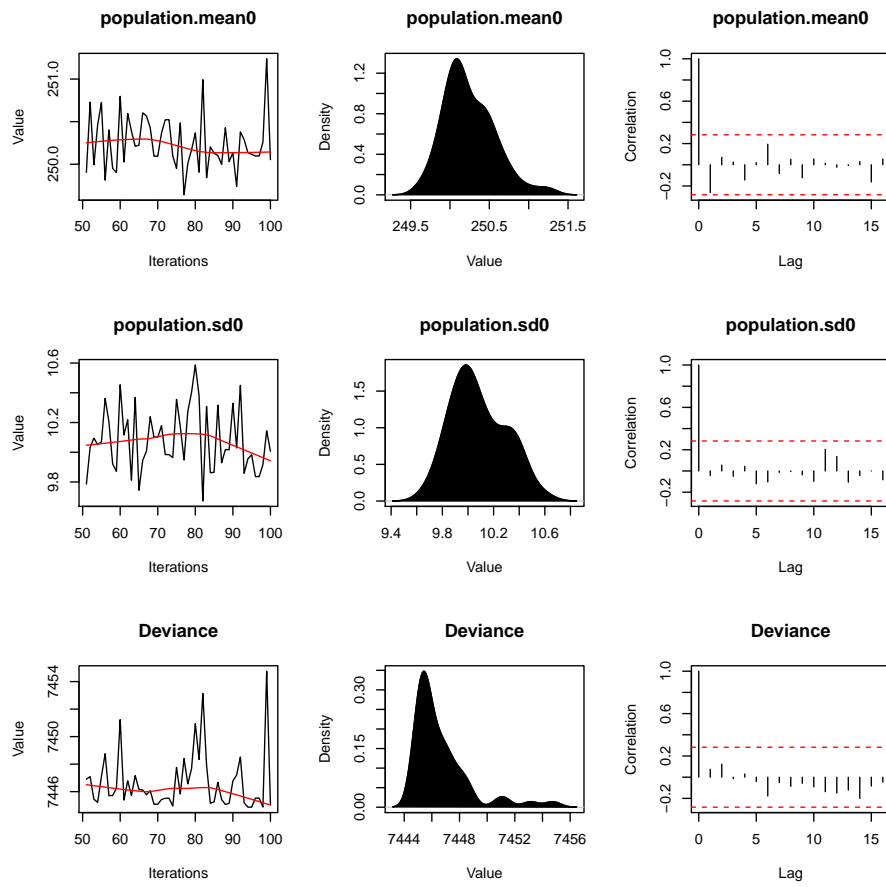 population.mean0
Value
250.0 251.0
50 60 70 80 90 100
Iterations
population.mean0
Density
0.0 0.4 0.8 1.2
249.5 250.5 251.5
Value
population.mean0
Correlation
−0.2 0.2 0.6 1.0
0 5 10 15
Lag
population.sd0
Value
9.8 10.2 10.6
50 60 70 80 90 100
Iterations
population.sd0
Density
0.0 0.5 1.0 1.5
9.4 9.8 10.2 10.6
Value
population.sd0
Correlation
−0.2 0.2 0.6 1.0
0 5 10 15
Lag
Deviance
Value
7446 7450 7454
50 60 70 80 90 100
Iterations
Deviance
Density
0.00 0.15 0.30
7444 7448 7452 7456
Value
Deviance
Correlation
−0.2 0.2 0.6 1.0
0 5 10 15
Lag